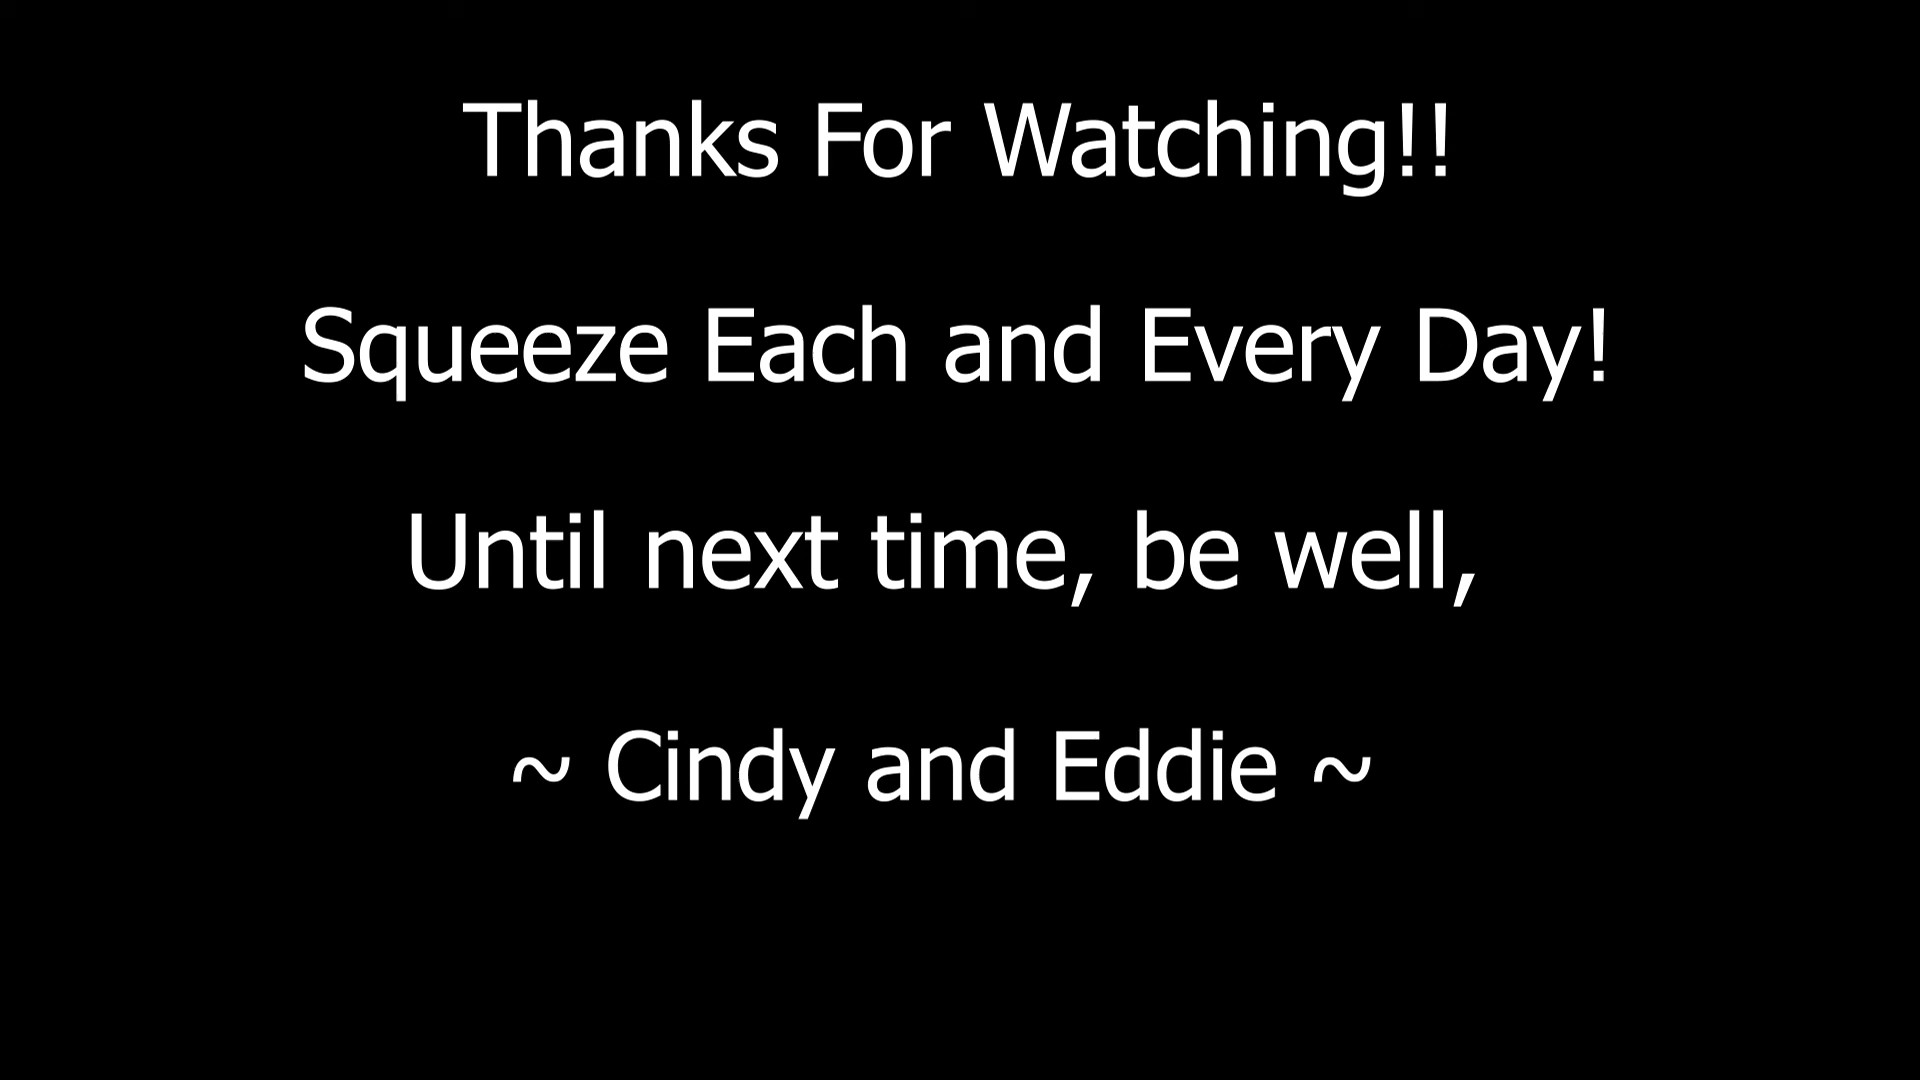 Thanks For Watching!!
Squeeze Each and Every Day!
Until next time, be well,
~ Cindy and Eddie ~